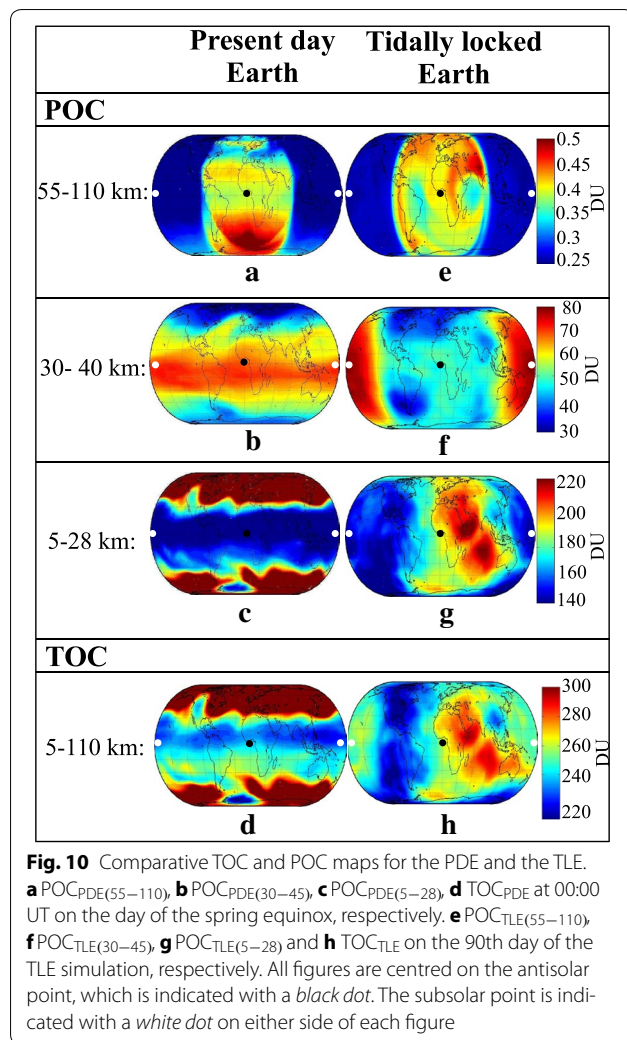 Present day Earth
Tidally locked Earth
POC
55-110 km:
a
e
0.5
0.45
0.4
0.35
0.3
0.25
DU
30- 40 km:
b
f
80
70
60
50
40
30
DU
5-28 km:
c
g
220
200
180
160
140
DU
TOC
5-110 km:
d
h
300
280
260
240
220
DU
Fig. 10 Comparative TOC and POC maps for the PDE and the TLE.
a POCPDE(55−110), b POCPDE(30−45), c POCPDE(5−28), d TOCPDE at 00:00
UT on the day of the spring equinox, respectively. e POCTLE(55−110),
f POCTLE(30−45), g POCTLE(5−28) and h TOCTLE on the 90th day of the
TLE simulation, respectively. All figures are centred on the antisolar
point, which is indicated with a black dot. The subsolar point is indi-
cated with a white dot on either side of each figure